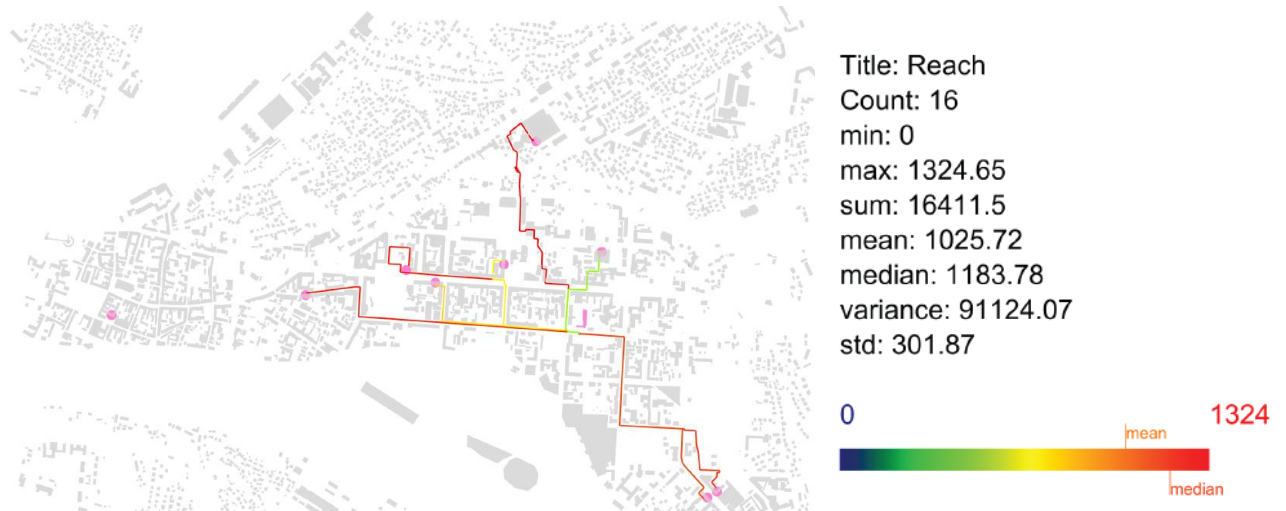 Title: Reach
Count: 16
min: 0
max: 1324.65
sum: 16411.5
mean: 1025.72
median: 1183.78
variance: 91124.07
std: 301.87
0 1324
mean
median